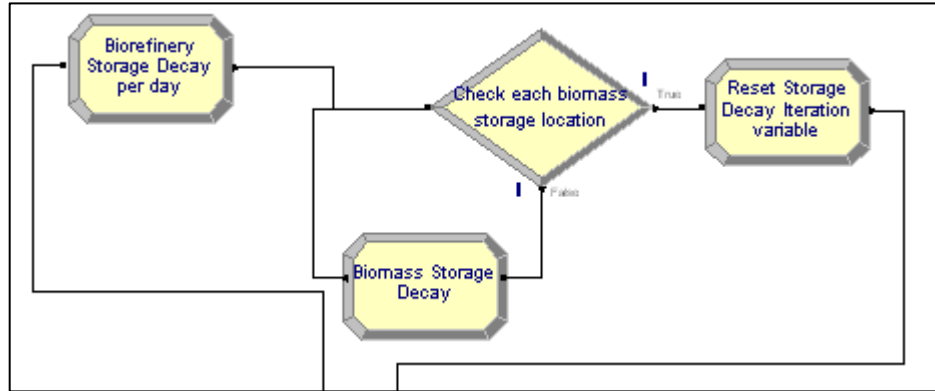 Biorefinery
Storage Decay
per day
Check each biomass
storage location
True
Reset Storage
Decay Iteration
variable
False
Biomass Storage
Decay